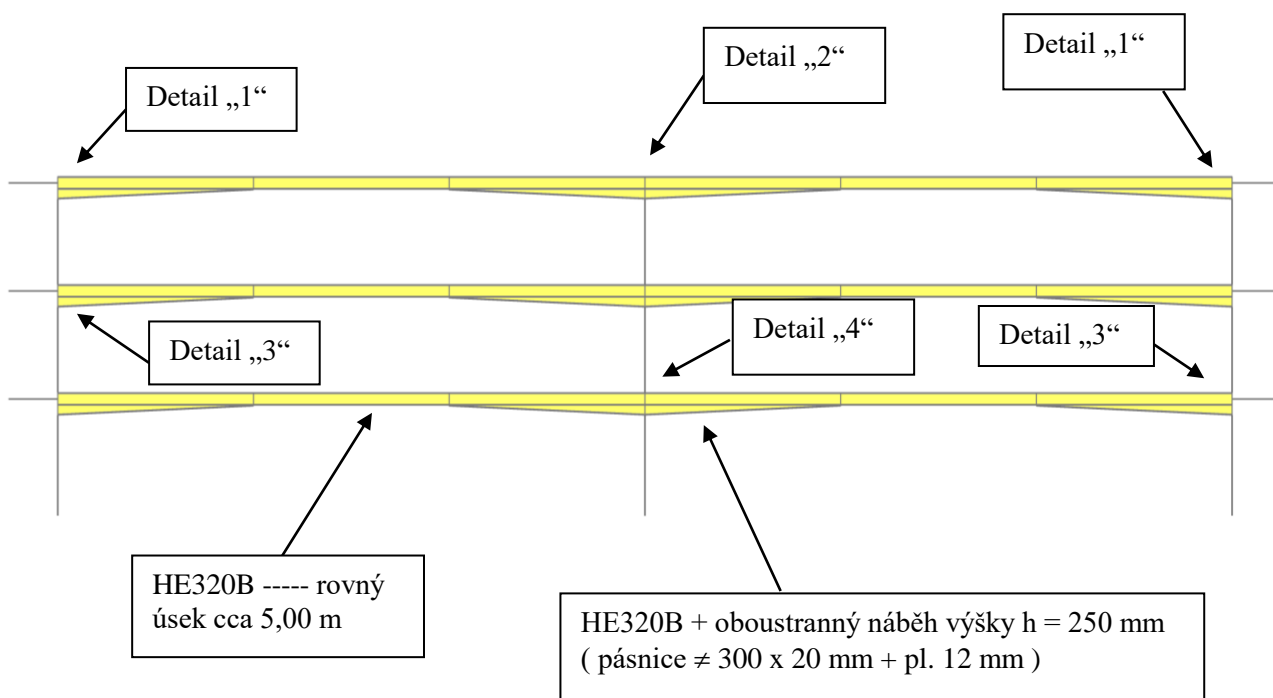 Detail „1“
Detail „2“
Detail „1“
Detail „3“
Detail „4“
Detail „3“
HE320B ----- rovný
úsek cca 5,00 m
HE320B + oboustranný náběh výšky h = 250 mm
( pásnice ≠ 300 x 20 mm + pl. 12 mm )